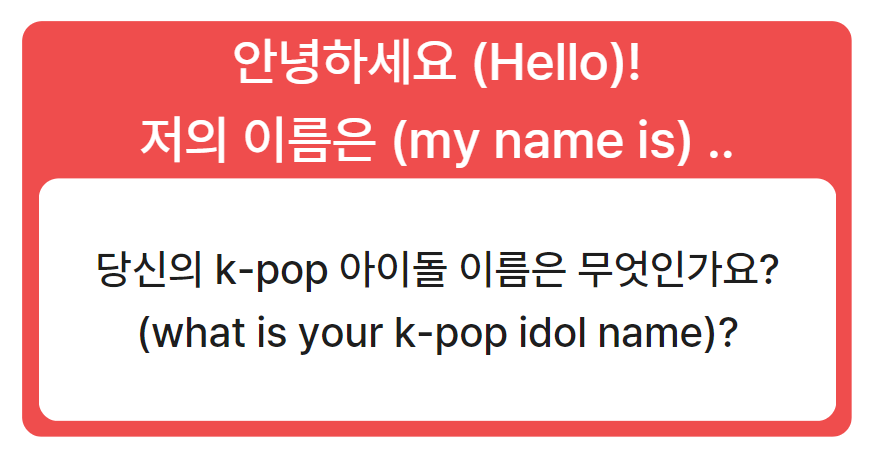 안녕하세요 (Hello)!
저의 이름은 (my name is) ..
당신의 k-pop 아이돌 이름은 무엇인가요?
(what is your k-pop idol name)?